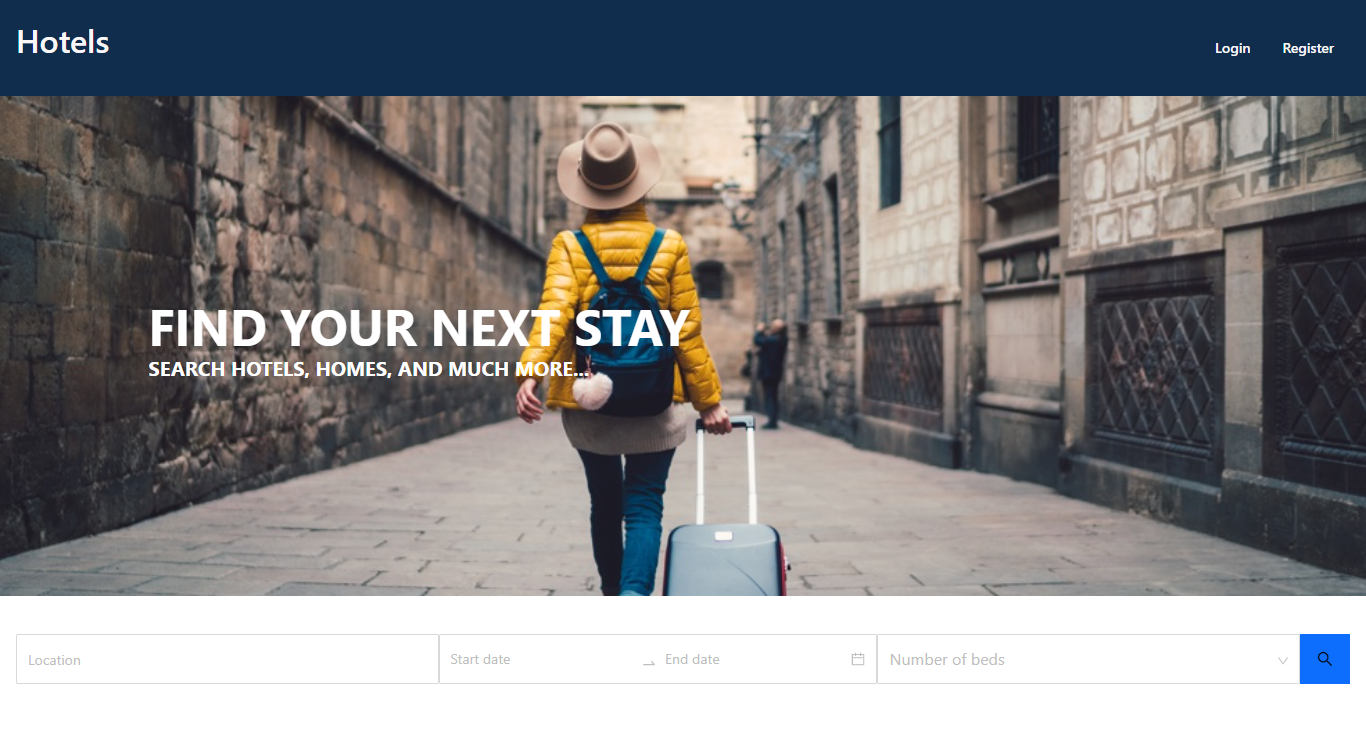 Hotels
Login Register
FIND YOUR NEXT STAY
SEARCH HOTELS, HOMES, AND MUCH MORE...
Location Start date End date Number of beds